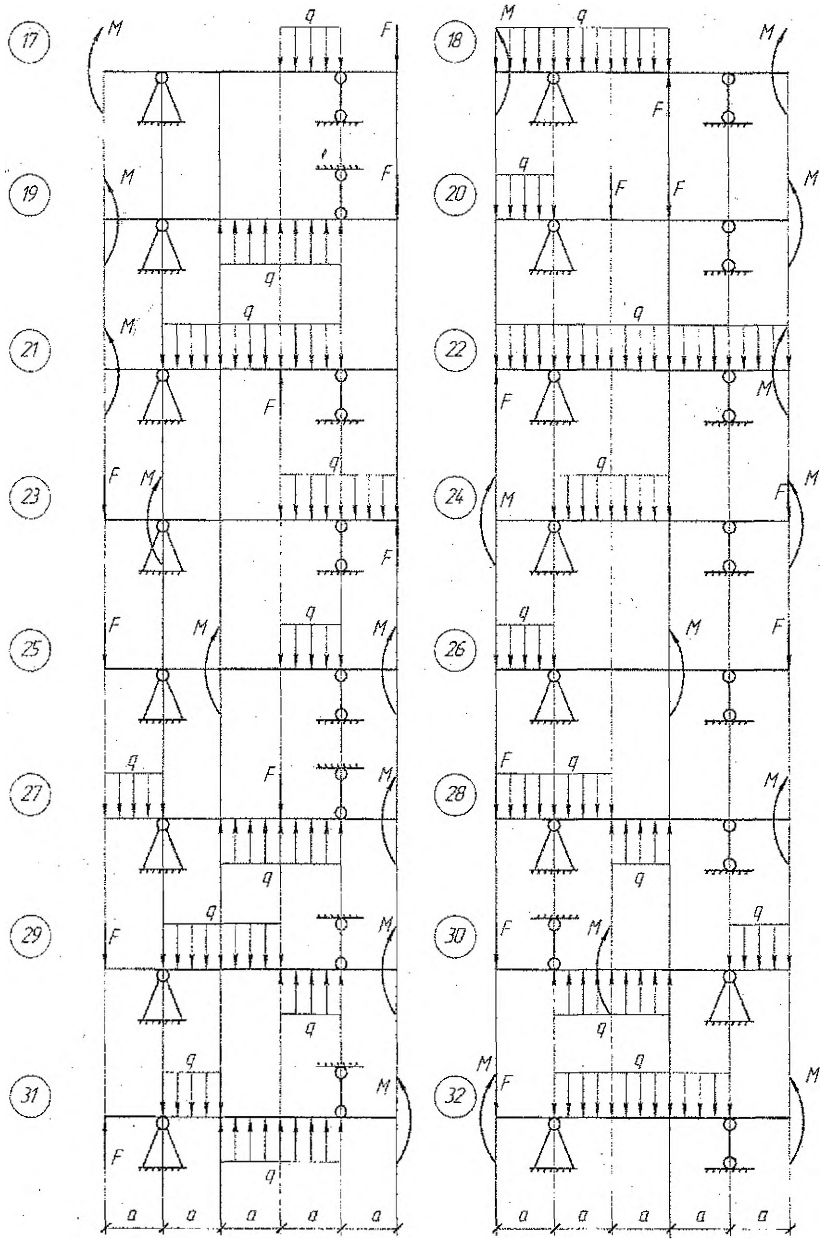 17 M q F 18 M q F M
19 M F 20 q F F M
q
21 M q F 22 q F M
23 F M q F 24 M q F M
25 F M q M 26 q M F
27 q F M q 28 F q M q
29 F q M q 30 F M q q
31 F q M q 32 M F q M
a a a a a a a a a a